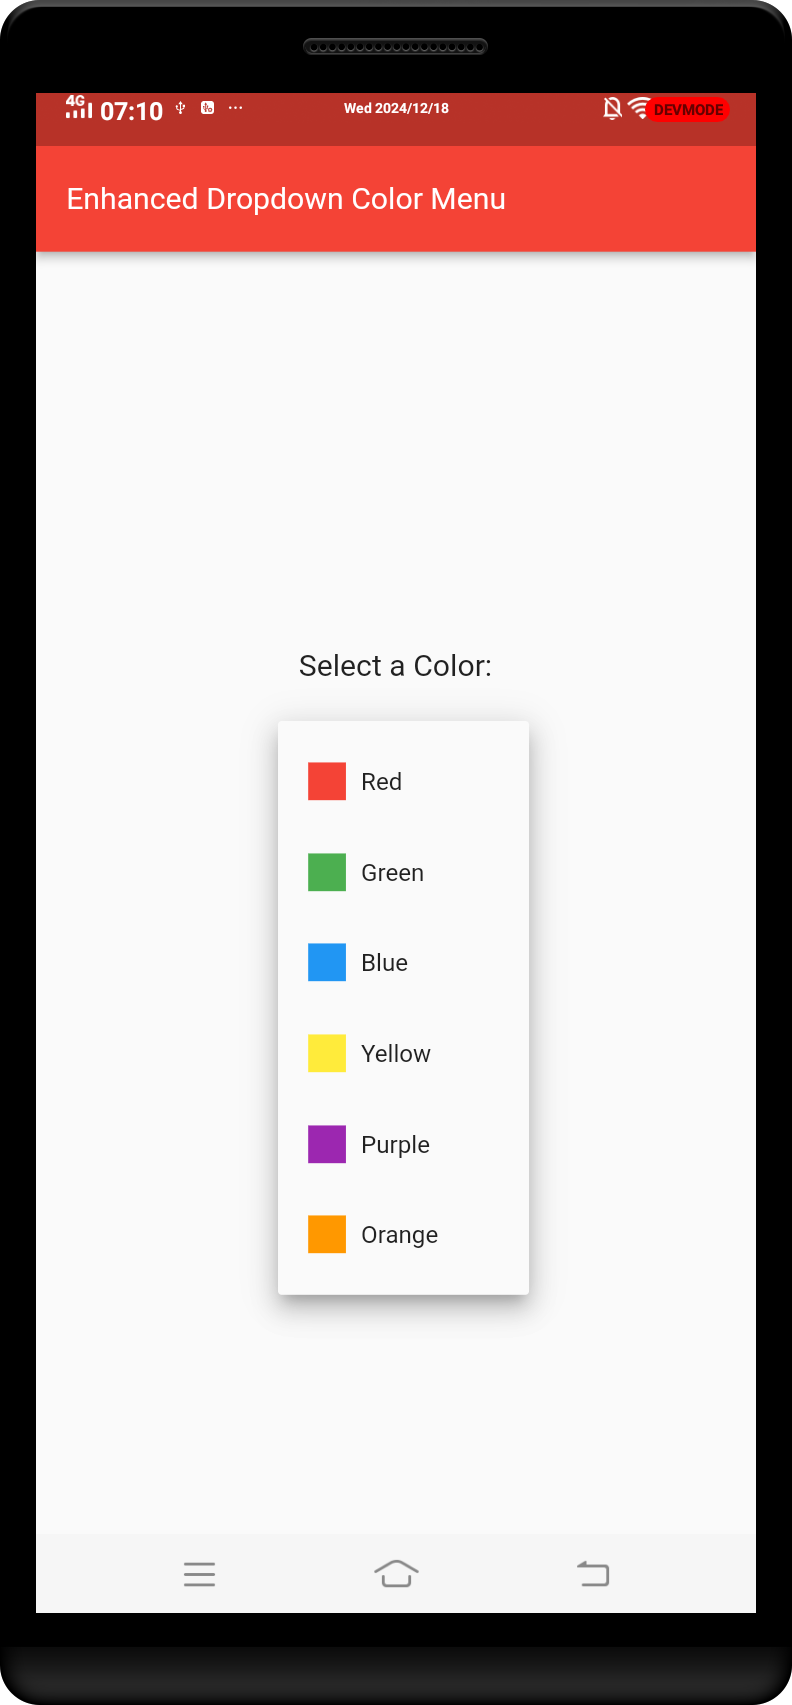 4G
07:10
Wed 2024/12/18
DEVMODE
Enhanced Dropdown Color Menu
Select a Color:
Red
Green
Blue
Yellow
Purple
Orange